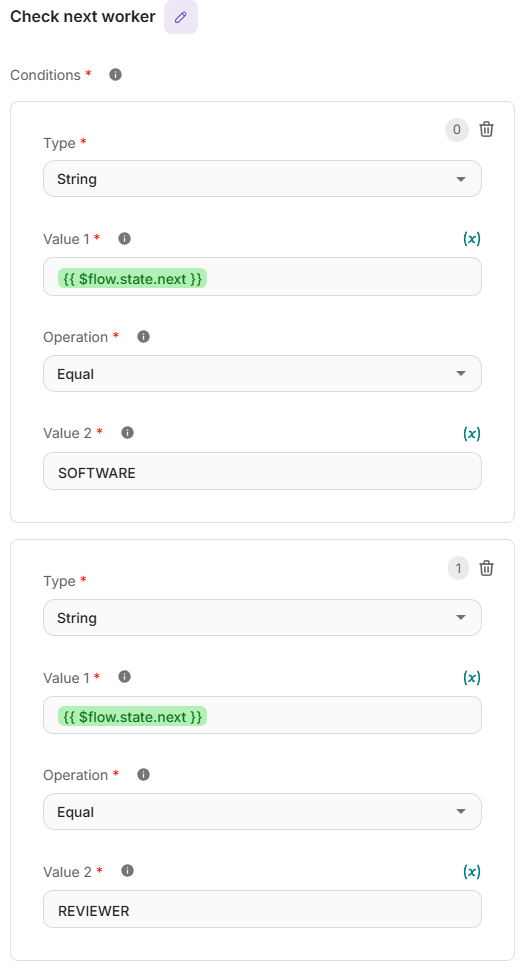 Check next worker
Conditions *
0
Type *
String
Value 1 *
(x)
{{ $flow.state.next }}
Operation *
Equal
Value 2 *
(x)
SOFTWARE
1
Type *
String
Value 1 *
(x)
{{ $flow.state.next }}
Operation *
Equal
Value 2 *
(x)
REVIEWER